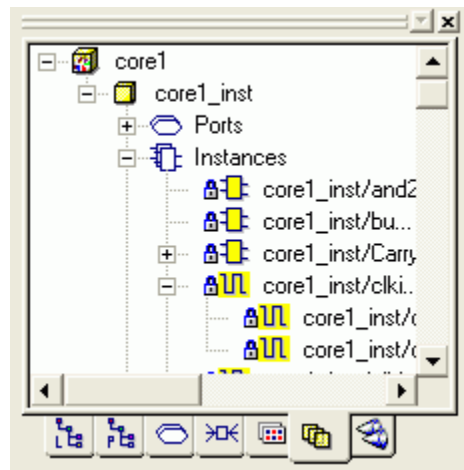 core1
core1_inst
Ports
Instances
core1_inst/and2
core1_inst/bu...
core1_inst/Carry
core1_inst/clki...
core1_inst/c
core1_inst/c
L
P